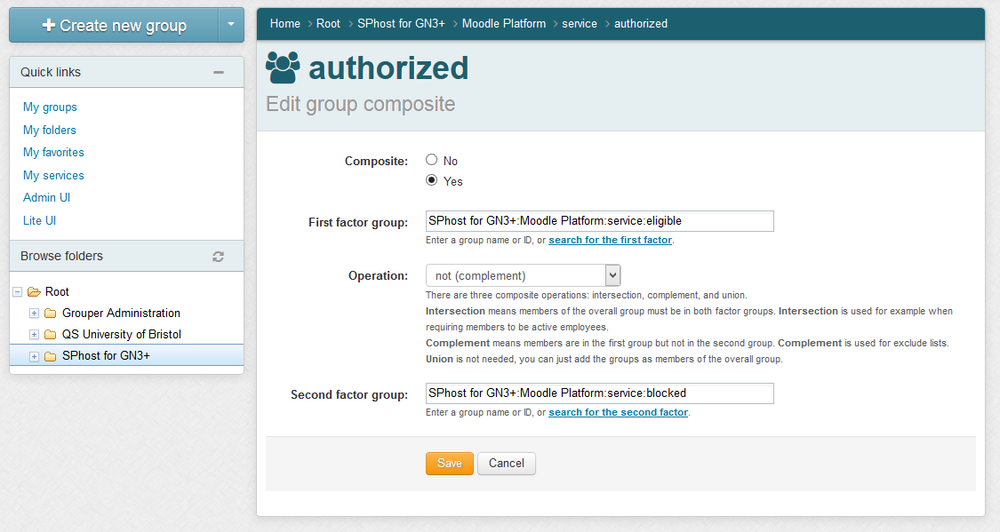 Create new group
Quick links
My groups
My folders
My favorites
My services
Admin UI
Lite UI
Browse folders
Root
Grouper Administration
QS University of Bristol
SPhost for GN3+
Home > Root > SPhost for GN3+ > Moodle Platform > service > authorized
authorized
Edit group composite
Composite:
No
Yes
First factor group:
SPhost for GN3+:Moodle Platform:service:eligible
Enter a group name or ID, or search for the first factor.
Operation:
not (complement)
There are three composite operations: intersection, complement, and union.
Intersection means members of the overall group must be in both factor groups. Intersection is used for example when
requiring members to be active employees.
Complement means members are in the first group but not in the second group. Complement is used for exclude lists.
Union is not needed, you can just add the groups as members of the overall group.
Second factor group:
SPhost for GN3+:Moodle Platform:service:blocked
Enter a group name or ID, or search for the second factor.
Save
Cancel